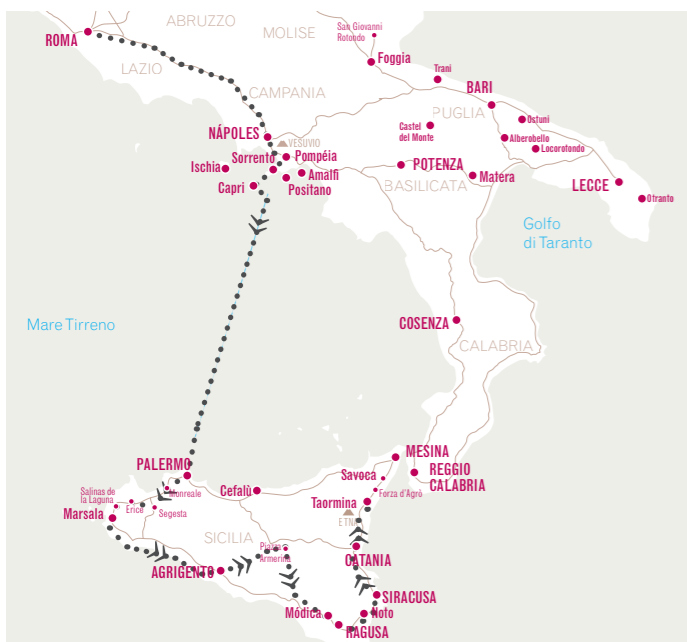 ABRUZZO
MOLISE
San Giovanni
Rotondo
ROMA
Foggia
LAZIO
Trani
BARI
CAMPANIA
PUGLIA
Ostuni
Castel
del Monte
NÁPOLES
VESUVIO
Alberobello
Locorotondo
Sorrento
Pompéia
Ischia
Amalfi
POTENZA
Matera
Capri
Positano
BASILICATA
LECCE
Otranto
Golfo
di Taranto
Mare Tirreno
COSENZA
CALABRIA
MESINA
PALERMO
REGGIO
CALABRIA
Savoca
Salinas de
la Laguna
Monreale
Cefalù
Forza d'Agrò
Erice
Segesta
Taormina
Marsala
ETNA
SICILIA
Piazza
Armerina
CATANIA
AGRIGENTO
SIRACUSA
Módica
Noto
RAGUSA